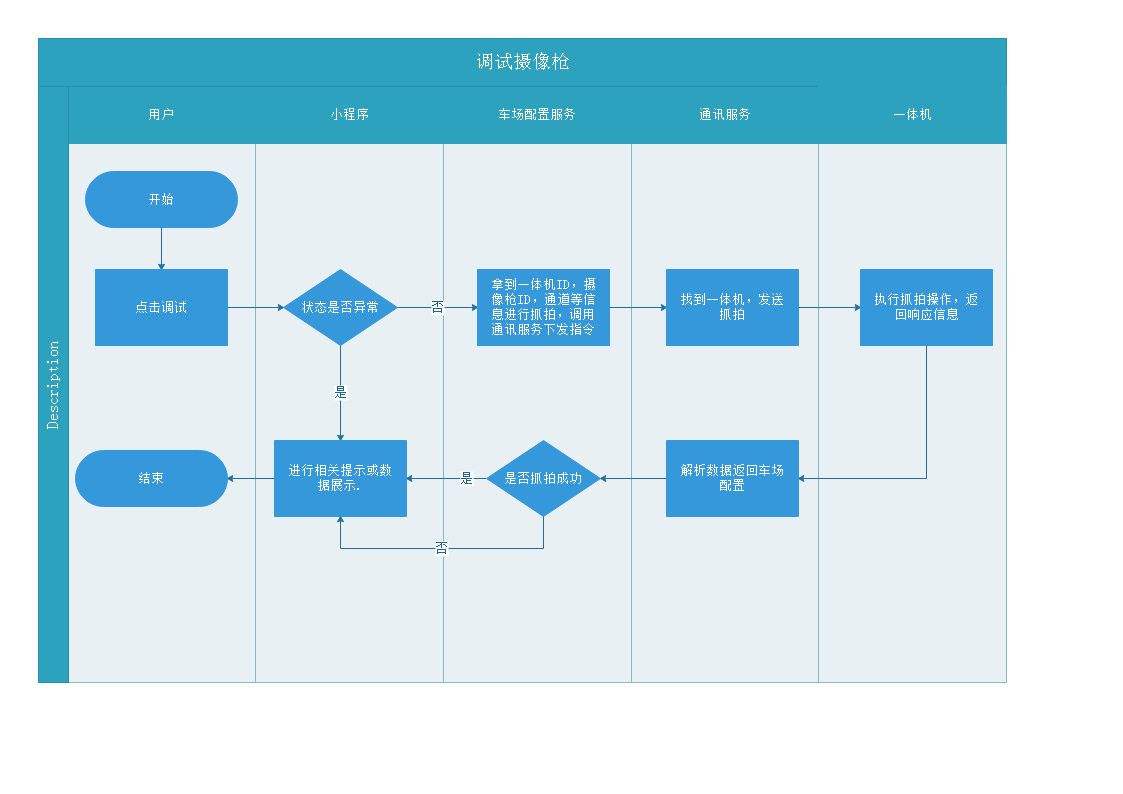 调试摄像枪
用户
小程序
车场配置服务
通讯服务
一体机
Description
开始
点击调试
状态是否异常
否
拿到一体机ID，摄
像枪ID，通道等信
息进行抓拍，调用
通讯服务下发指令
找到一体机，发送
抓拍
执行抓拍操作，返
回响应信息
是
结束
进行相关提示或数
据展示.
是
是否抓拍成功
解析数据返回车场
配置
否